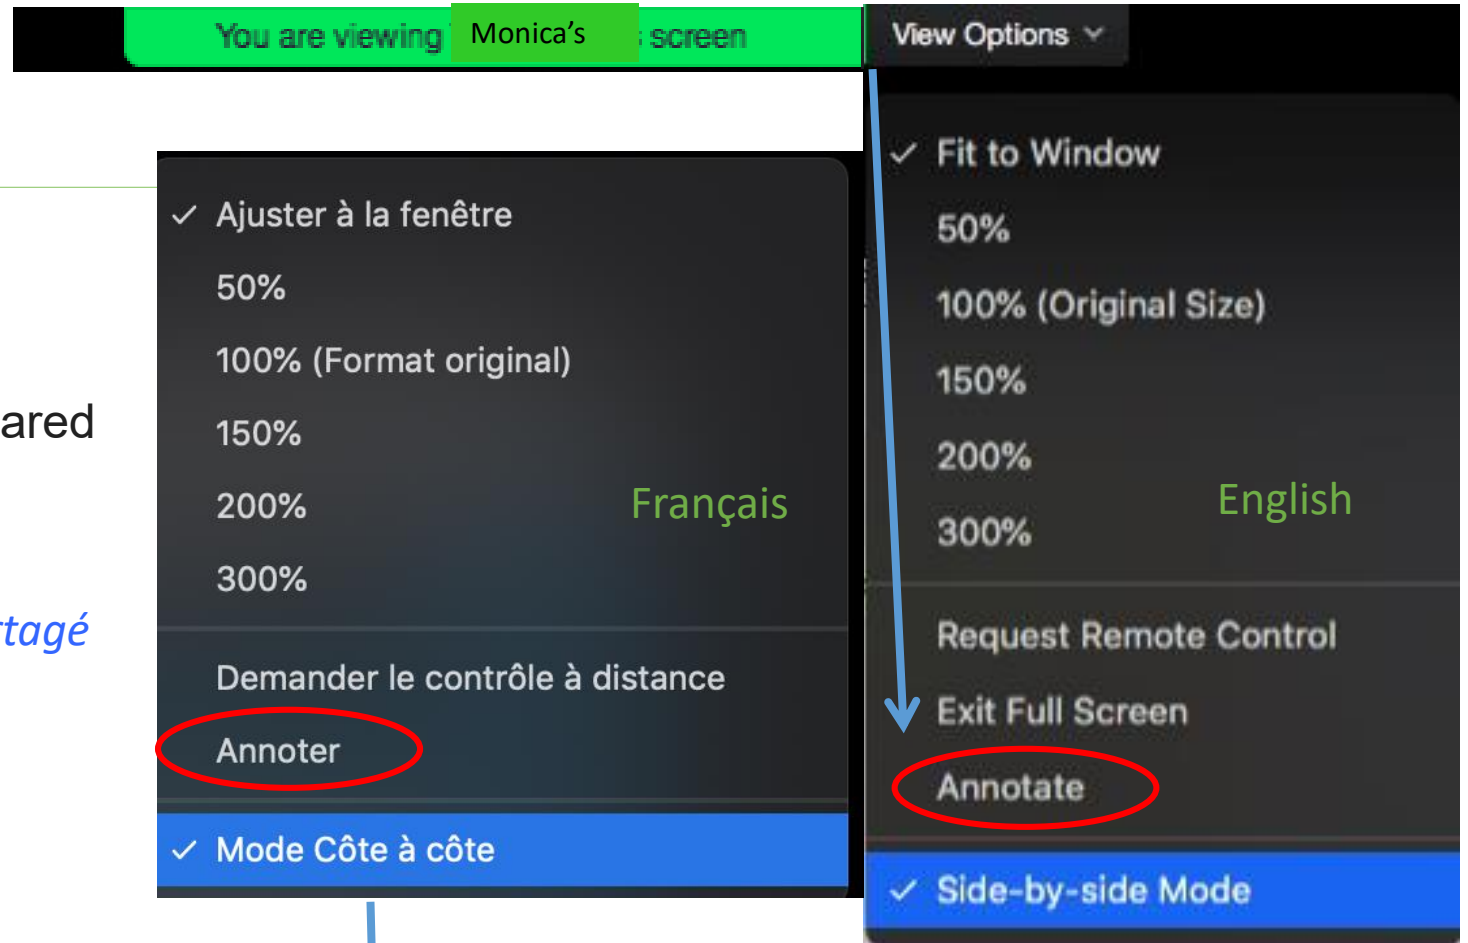 You are viewing Monica's screen
View Options
Ajuster à la fenêtre
50%
100% (Format original)
150%
200%
300%
Français
Demander le contrôle à distance
Annoter
Mode Côte à côte
Fit to Window
50%
100% (Original Size)
150%
200%
300%
English
Request Remote Control
Exit Full Screen
Annotate
Side-by-side Mode
ared
rtagé